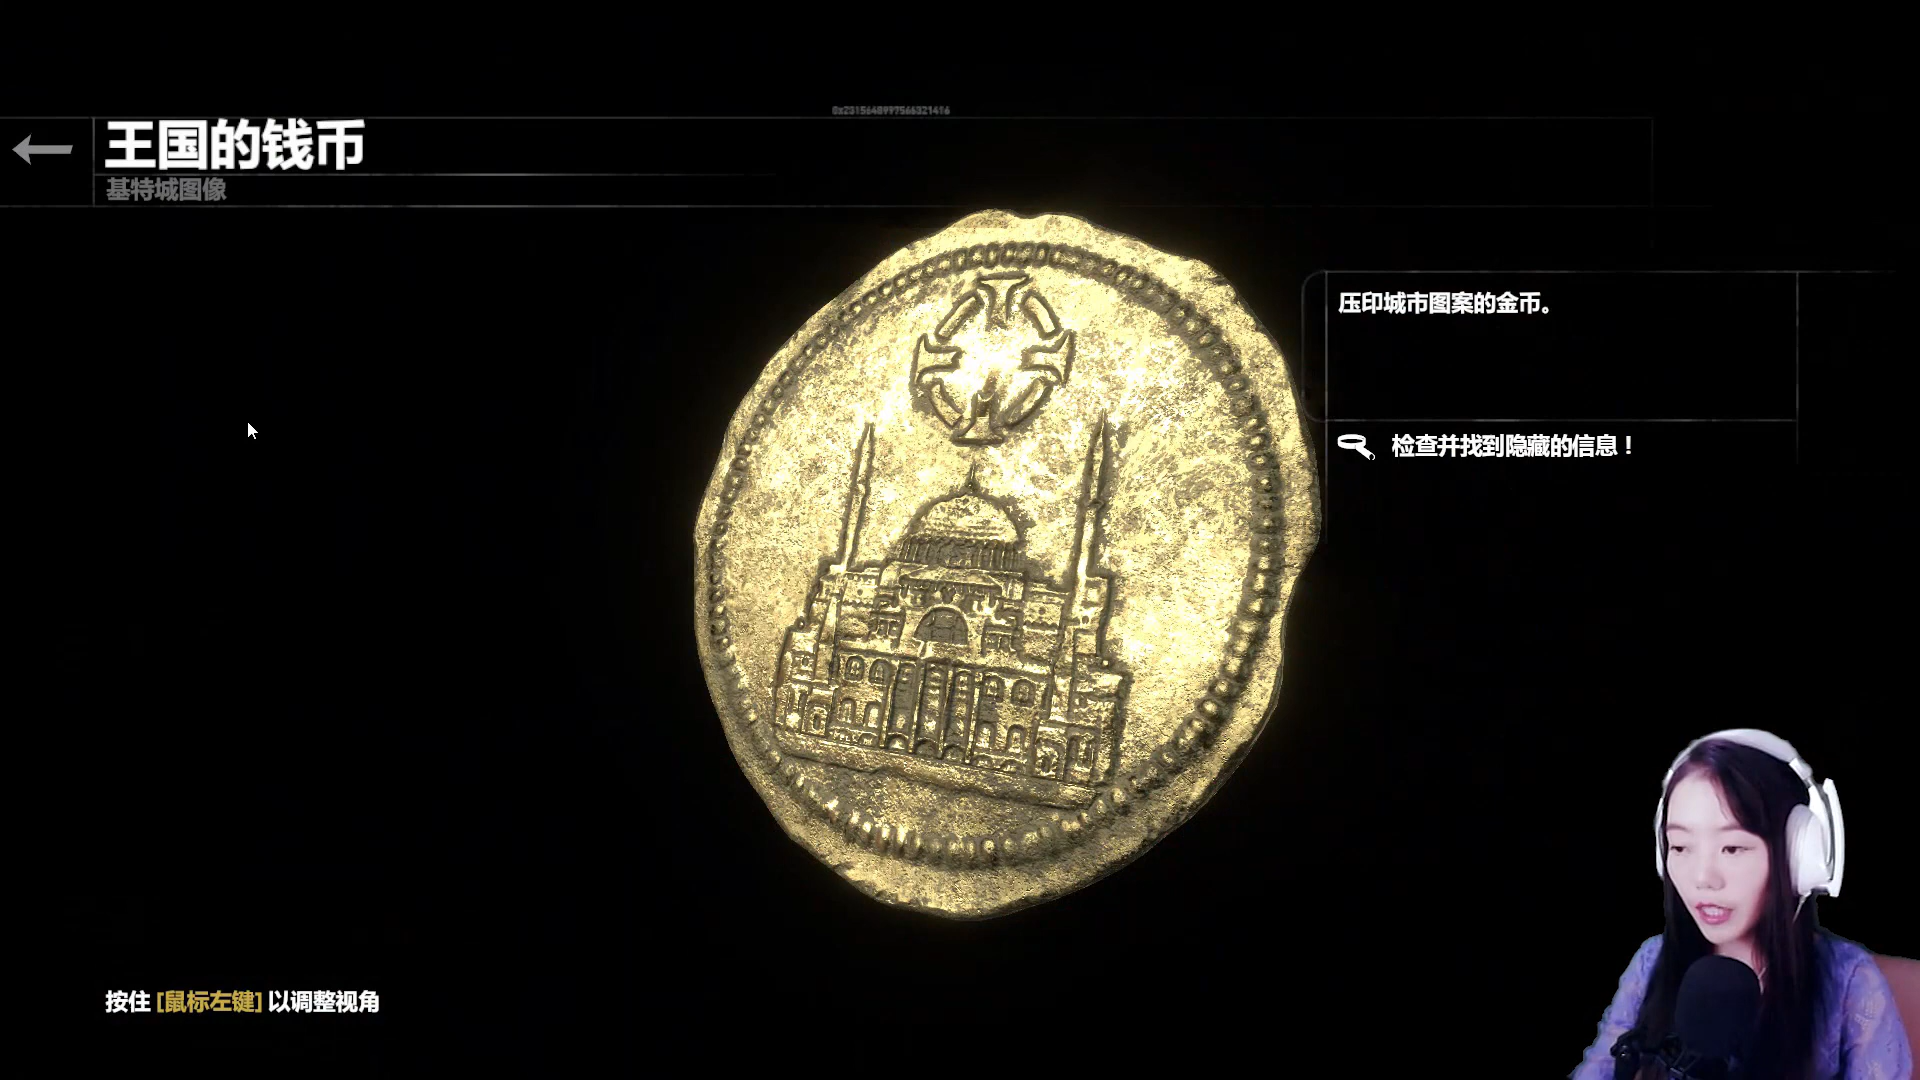 0x2315648997566321416
王国的钱币
基特城图像
压印城市图案的金币。
检查并找到隐藏的信息！
按住 [鼠标左键] 以调整视角